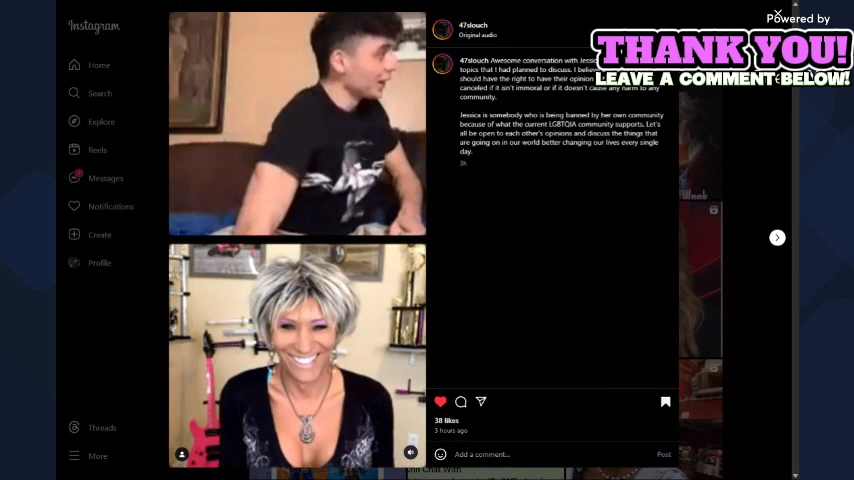 Powered by
THANK YOU!
LEAVE A COMMENT BELOW!
Instagram
Home
Search
Explore
Reels
Messages
Notifications
Create
Profile
Threads
More
47slouch
Original audio
47slouch Awesome conversation with
topics that I had planned to discuss. I
should have the right to have their opinion
canceled if it isn't immoral or if it doesn't cause any harm to any
community.
Jessica is somebody who is being banned by her own community
because of what the current LGBTQIA community supports. Let's
all be open to each other's opinions and discuss the things that
are going on in our world better changing our lives every single
day.
3h
38 likes
3 hours ago
Add a comment...
Post
Chat With